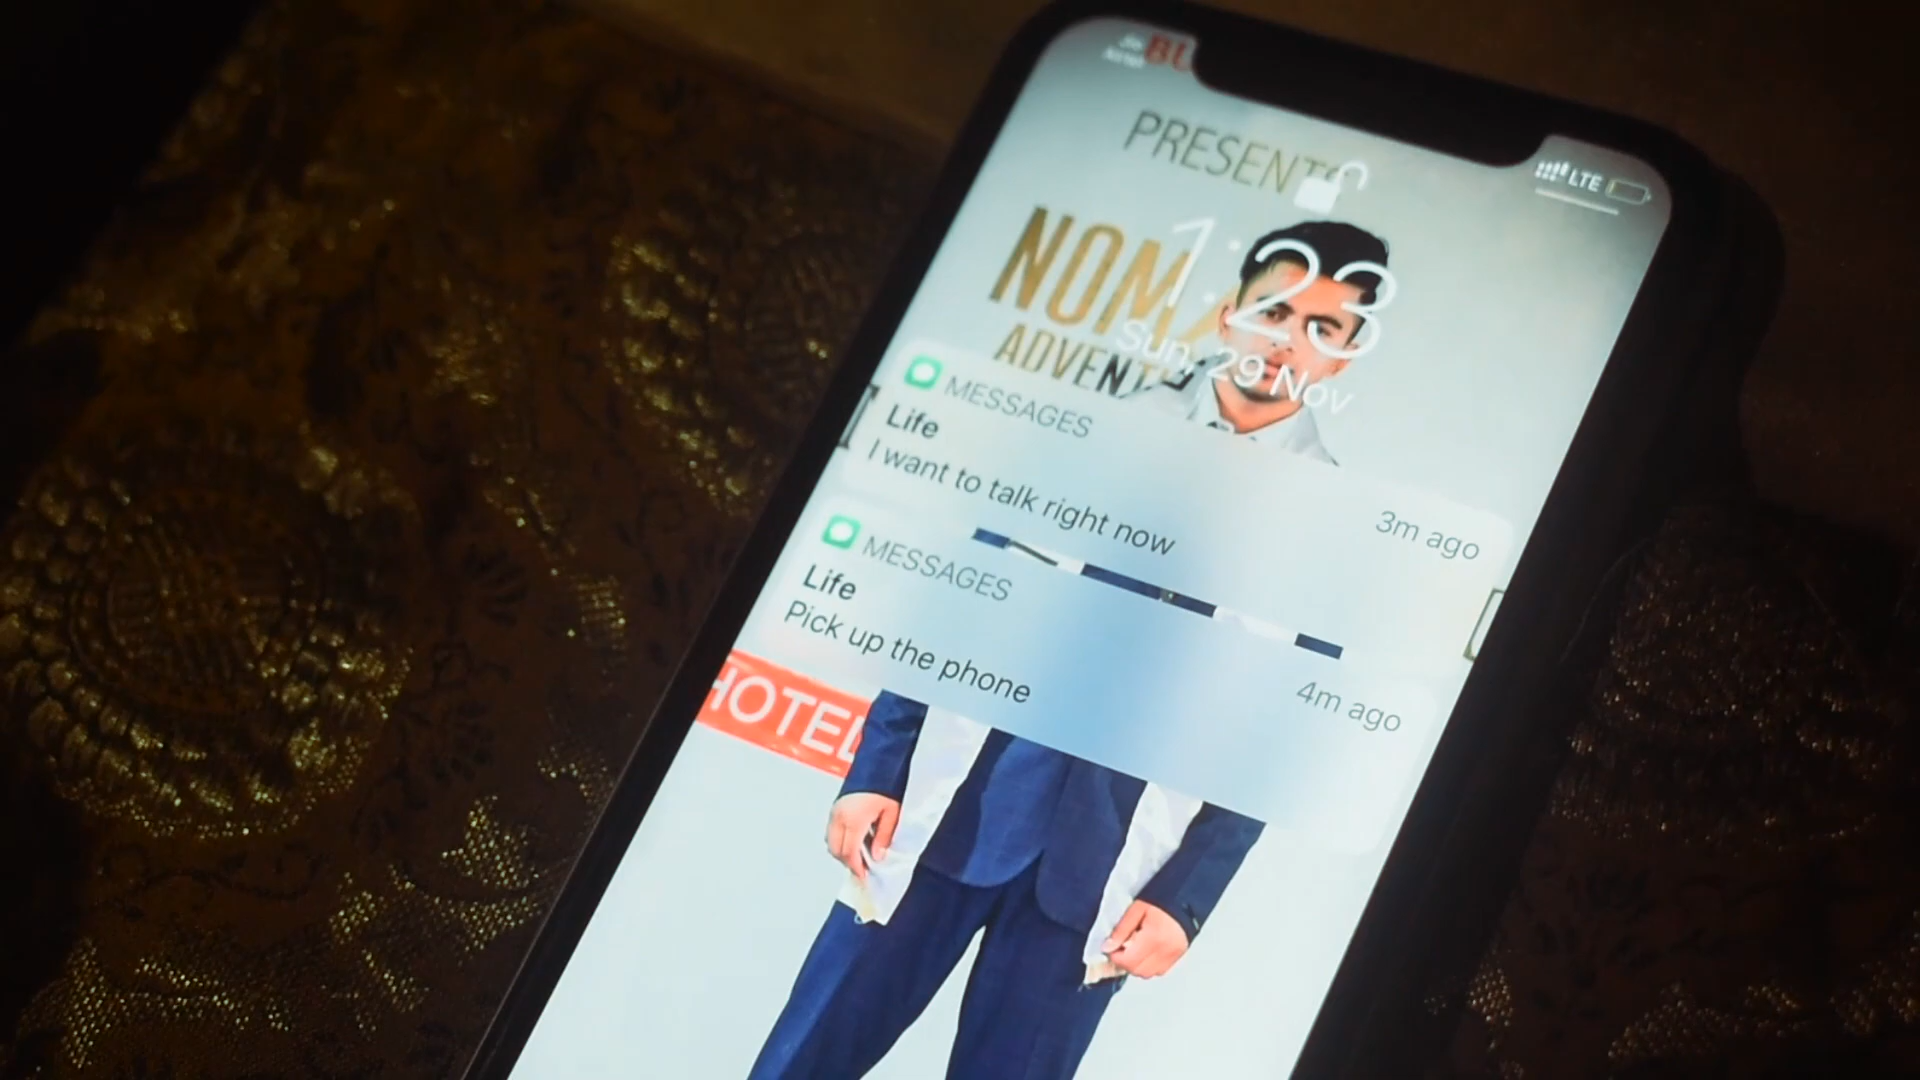 BU
PRESENTS
LTE
1:23
NOM
ADVENT
Sun, 29 Nov
MESSAGES
Life
I want to talk right now
3m ago
MESSAGES
Life
Pick up the phone
4m ago
HOTEL